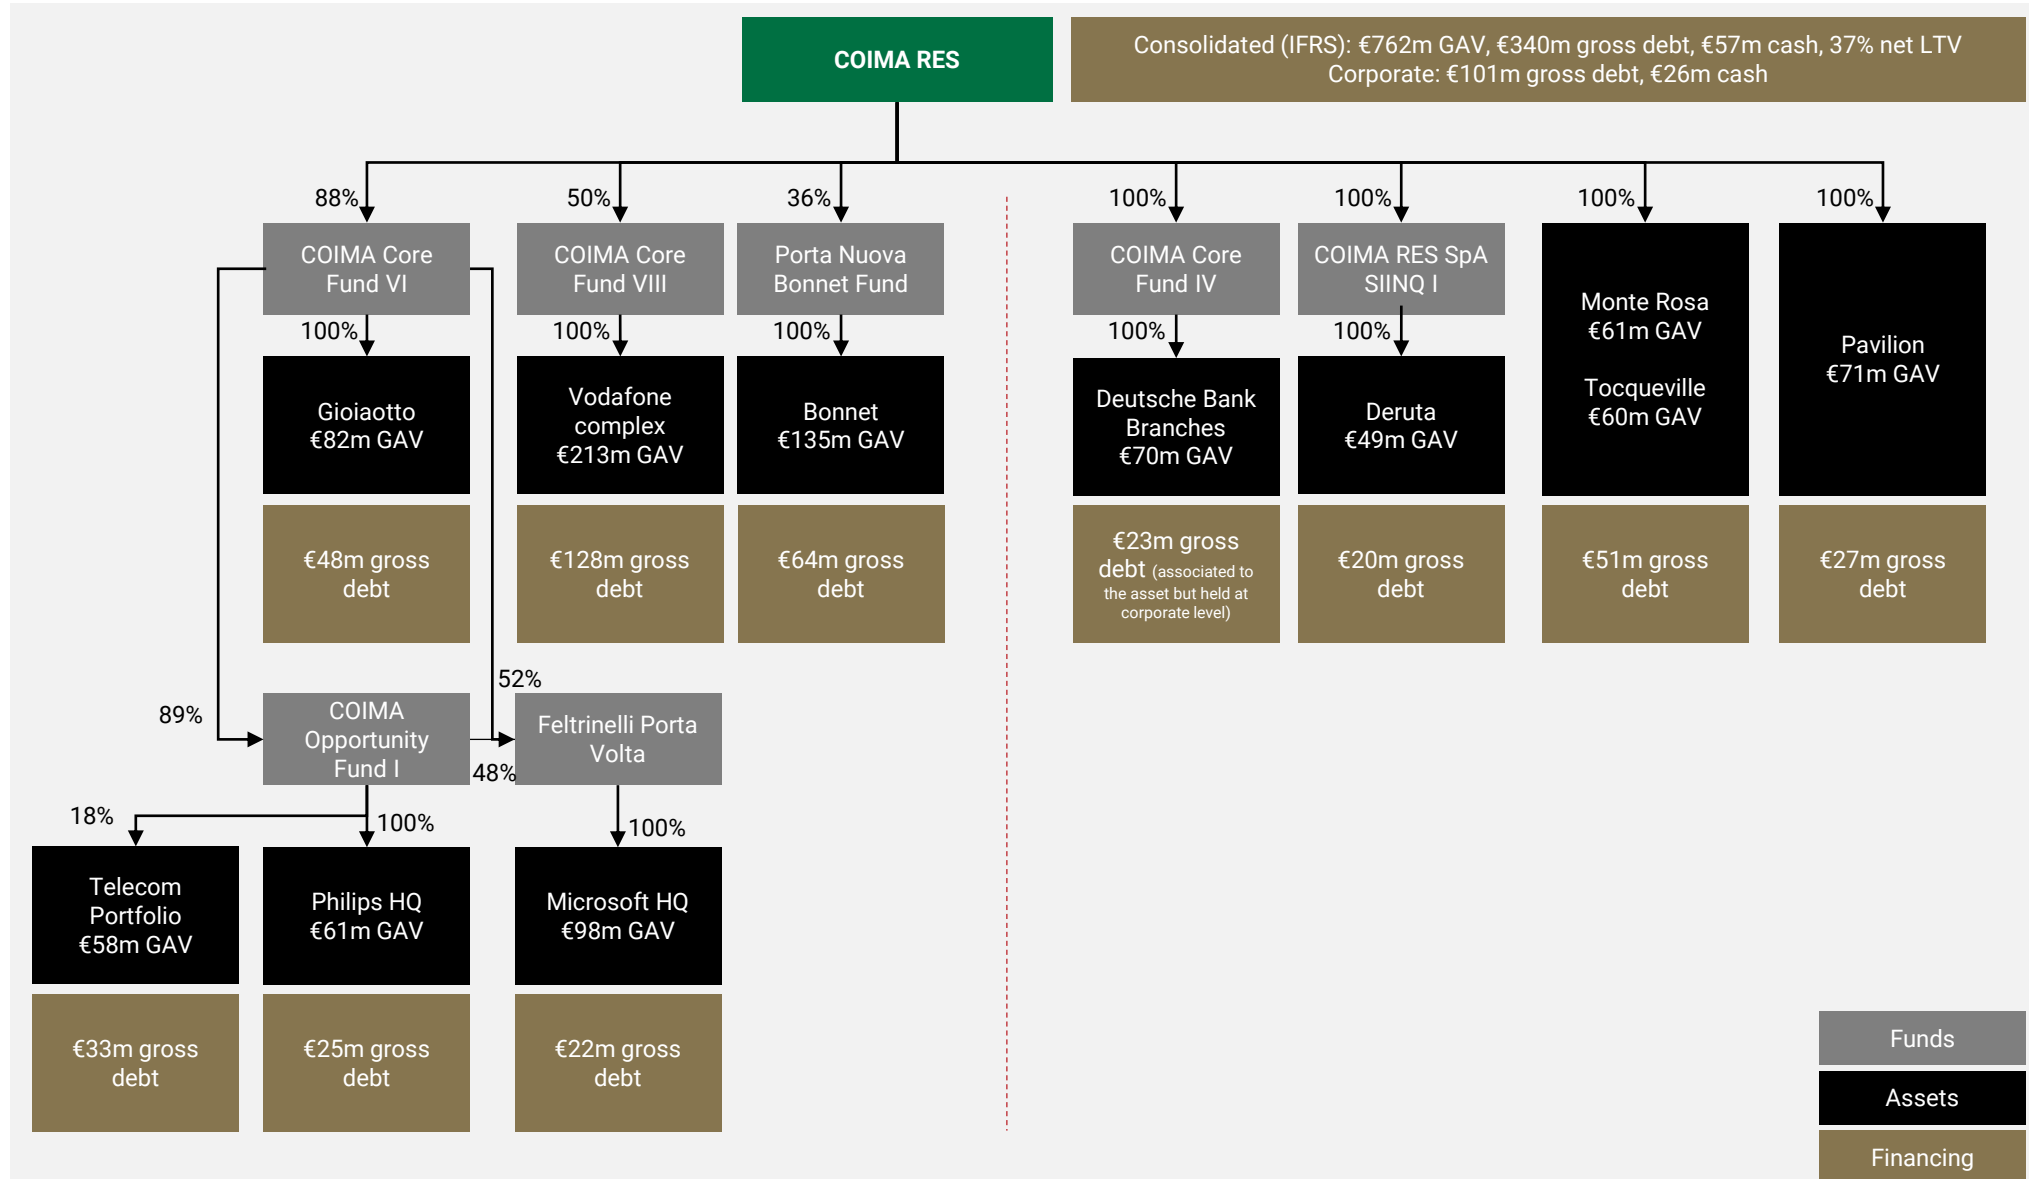 COIMA RES
Consolidated (IFRS): €762m GAV, €340m gross debt, €57m cash, 37% net LTV
Corporate: €101m gross debt, €26m cash
88%
50%
36%
100%
100%
100%
100%
COIMA Core
Fund VI
COIMA Core
Fund VIII
Porta Nuova
Bonnet Fund
COIMA Core
Fund IV
COIMA RES SpA
SIINQ I
Monte Rosa
€61m GAV
Tocqueville
€60m GAV
Pavilion
€71m GAV
100%
100%
100%
100%
100%
Gioiaotto
€82m GAV
Vodafone
complex
€213m GAV
Bonnet
€135m GAV
Deutsche Bank
Branches
€70m GAV
Deruta
€49m GAV
€48m gross
debt
€128m gross
debt
€64m gross
debt
€23m gross
debt (associated to
the asset but held at
corporate level)
€20m gross
debt
€51m gross
debt
€27m gross
debt
89%
52%
COIMA
Opportunity
Fund I
48%
Feltrinelli Porta
Volta
18%
100%
100%
Telecom
Portfolio
€58m GAV
Philips HQ
€61m GAV
Microsoft HQ
€98m GAV
€33m gross
debt
€25m gross
debt
€22m gross
debt
Funds
Assets
Financing